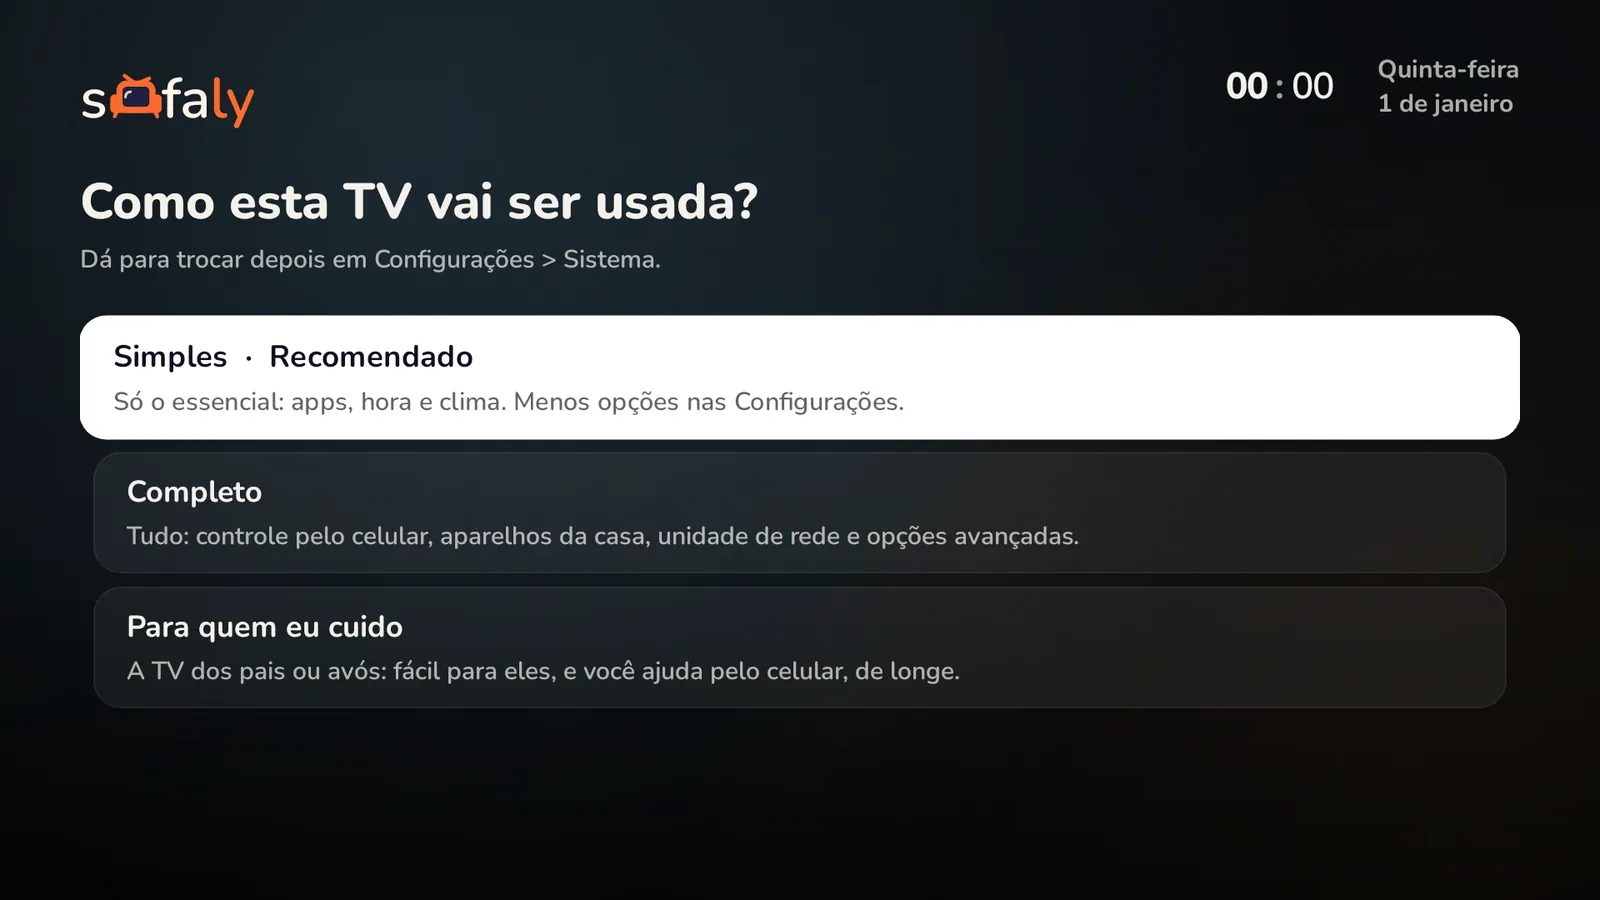 sofaly
00:00
Quinta-feira
1 de janeiro
Como esta TV vai ser usada?
Dá para trocar depois em Configurações > Sistema.
Simples · Recomendado
Só o essencial: apps, hora e clima. Menos opções nas Configurações.
Completo
Tudo: controle pelo celular, aparelhos da casa, unidade de rede e opções avançadas.
Para quem eu cuido
A TV dos pais ou avós: fácil para eles, e você ajuda pelo celular, de longe.